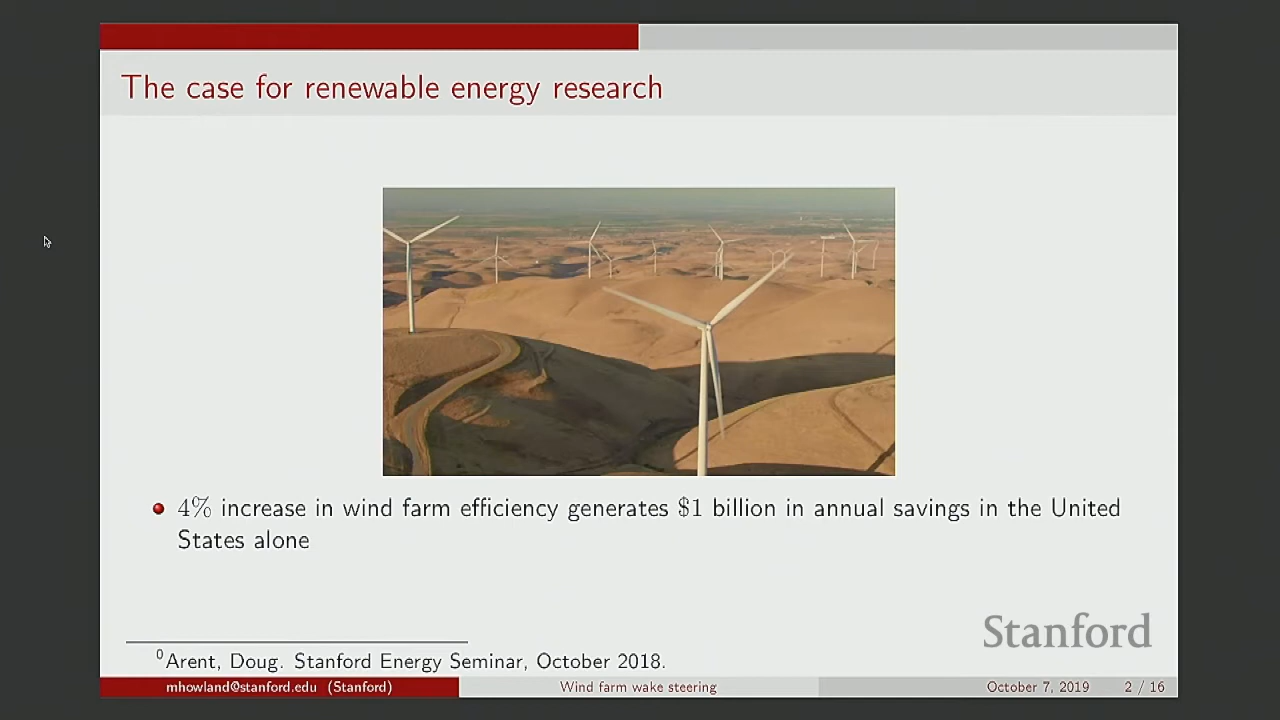 The case for renewable energy research
4% increase in wind farm efficiency generates $1 billion in annual savings in the United
States alone
Stanford
0Arent, Doug. Stanford Energy Seminar, October 2018.
mhowland@stanford.edu (Stanford) Wind farm wake steering October 7, 2019 2 / 16